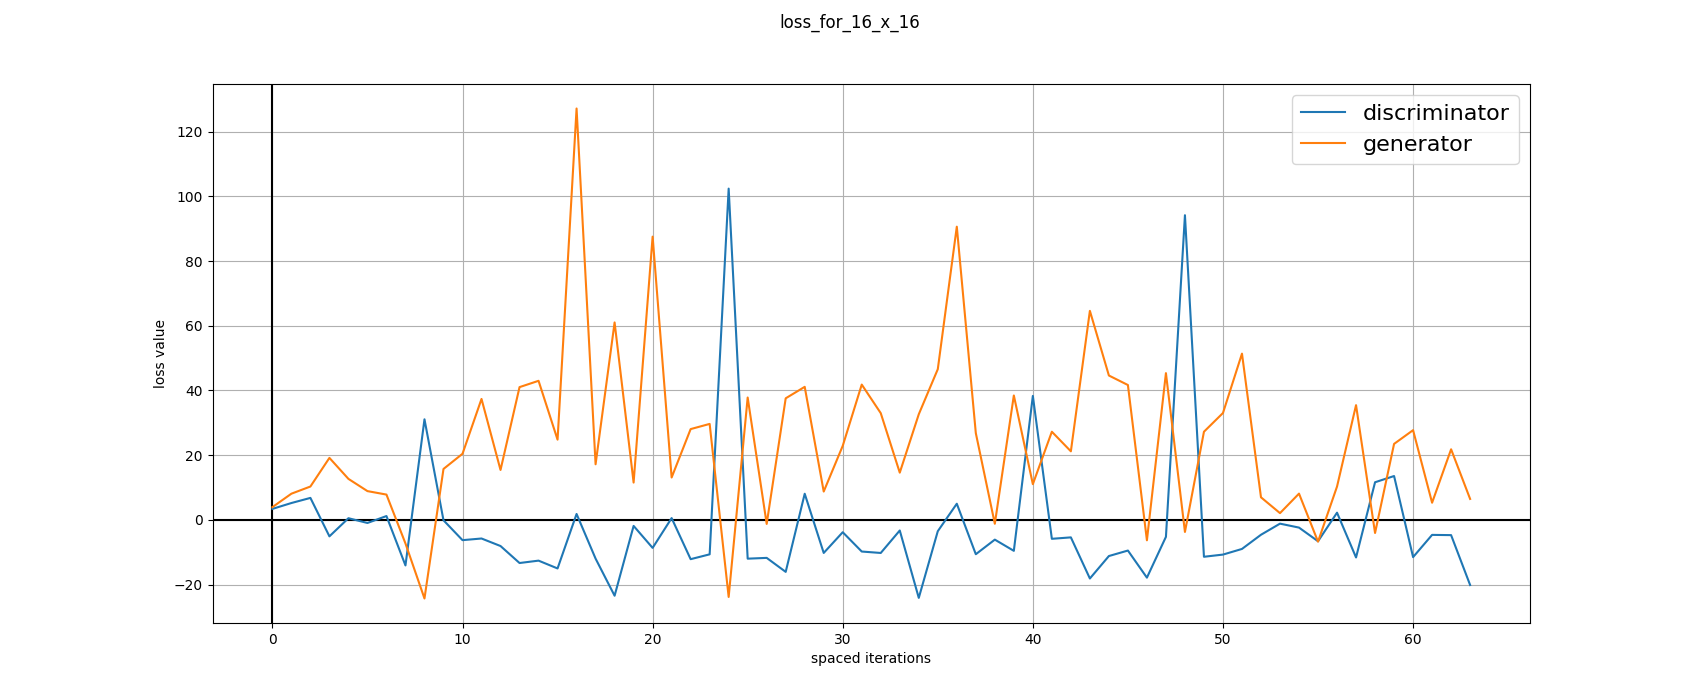 loss_for_16_x_16
discriminator
generator
120
100
80
60
40
20
0
−20
loss value
0 10 20 30 40 50 60
spaced iterations